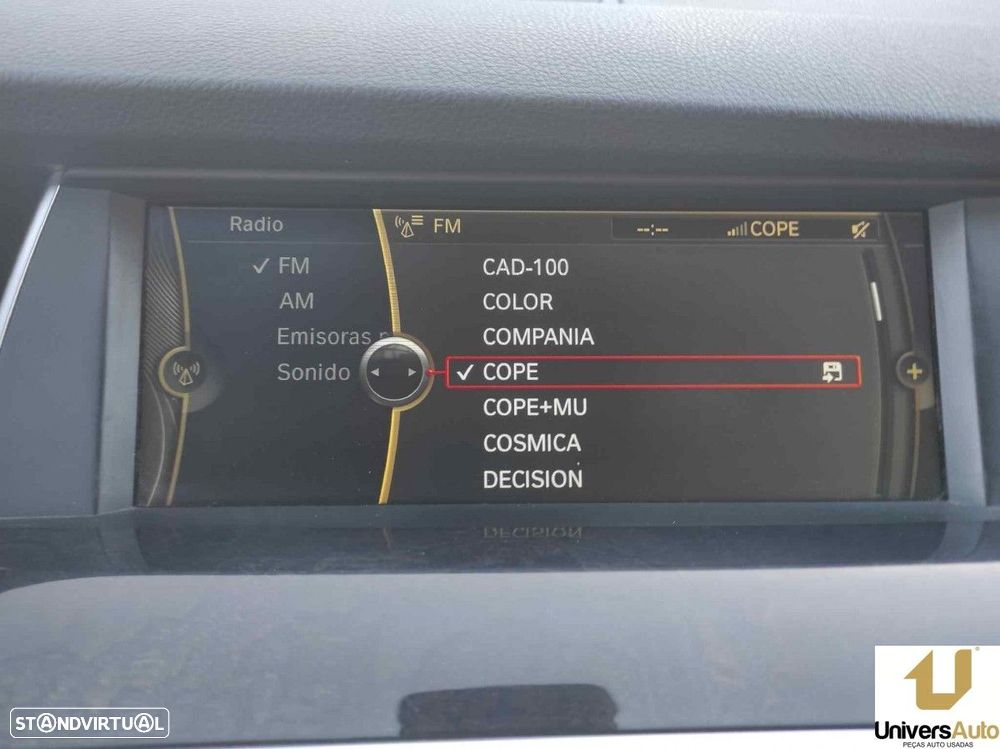 Radio
FM
--:--
COPE
FM
AM
Emisoras
Sonido
CAD-100
COLOR
COMPANIA
COPE
COPE+MU
COSMICA
DECISION
STANDVIRTUAL
UniversAuto
PEÇAS AUTO USADAS